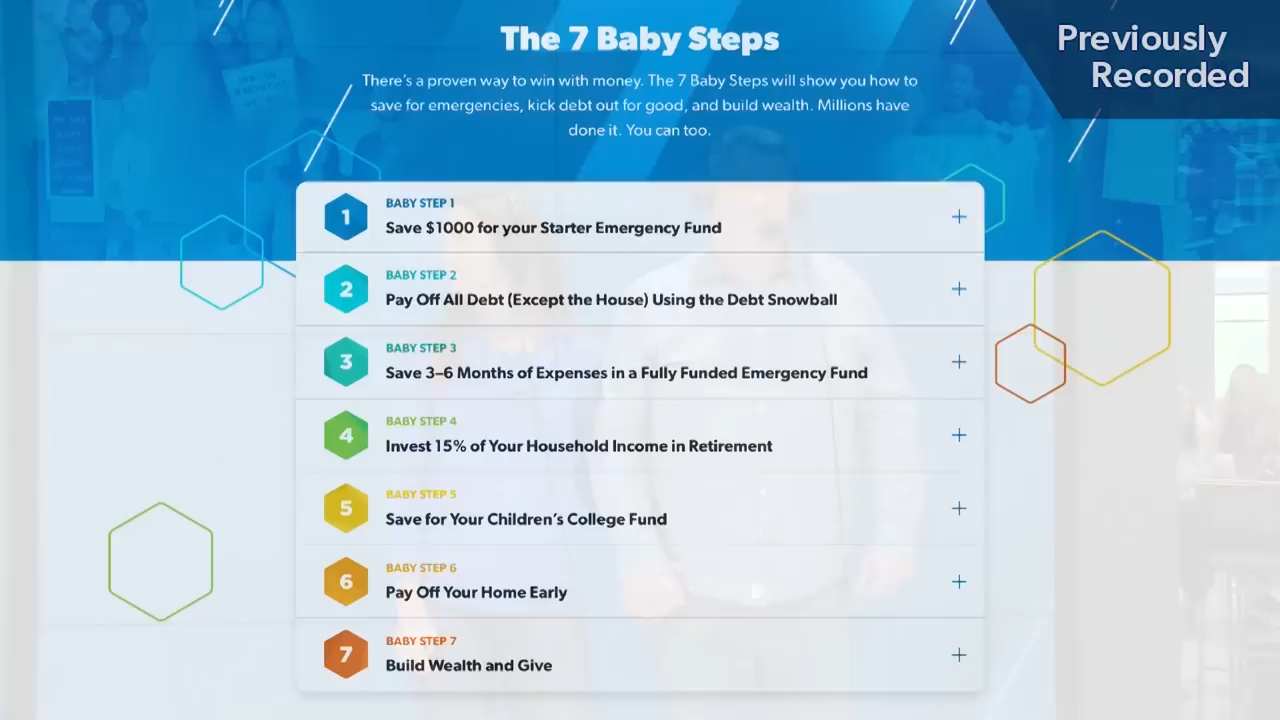 The 7 Baby Steps
Previously
Recorded
There's a proven way to win with money. The 7 Baby Steps will show you how to
save for emergencies, kick debt out for good, and build wealth. Millions have
done it. You can too.
1
BABY STEP 1
Save $1000 for your Starter Emergency Fund
2
BABY STEP 2
Pay Off All Debt (Except the House) Using the Debt Snowball
3
BABY STEP 3
Save 3–6 Months of Expenses in a Fully Funded Emergency Fund
4
BABY STEP 4
Invest 15% of Your Household Income in Retirement
5
BABY STEP 5
Save for Your Children's College Fund
6
BABY STEP 6
Pay Off Your Home Early
7
BABY STEP 7
Build Wealth and Give